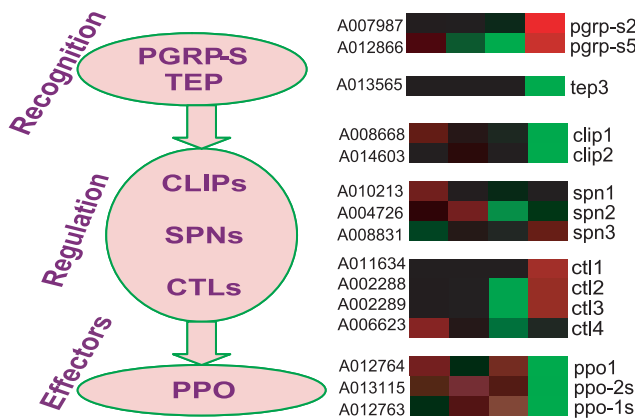 Recognition
PGRP-S
TEP
Regulation
CLIPs
SPNs
CTLs
Effectors
PPO
A007987 pgrp-s2
A012866 pgrp-s5
A013565 tep3
A008668 clip1
A014603 clip2
A010213 spn1
A004726 spn2
A008831 spn3
A011634 ctl1
A002288 ctl2
A002289 ctl3
A006623 ctl4
A012764 ppo1
A013115 ppo-2s
A012763 ppo-1s